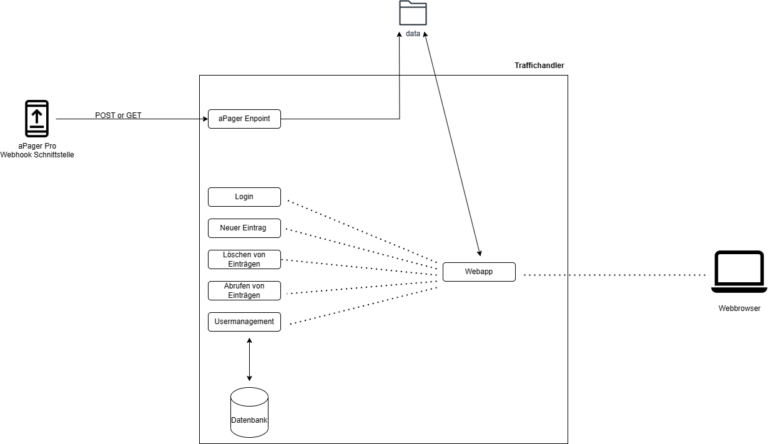 data
Traffichandler
POST or GET
aPager Enpoint
aPager Pro
Webhook Schnittstelle
Login
Neuer Eintrag
Löschen von
Einträgen
Webapp
Abrufen von
Einträgen
Webbrowser
Usermanagement
Datenbank